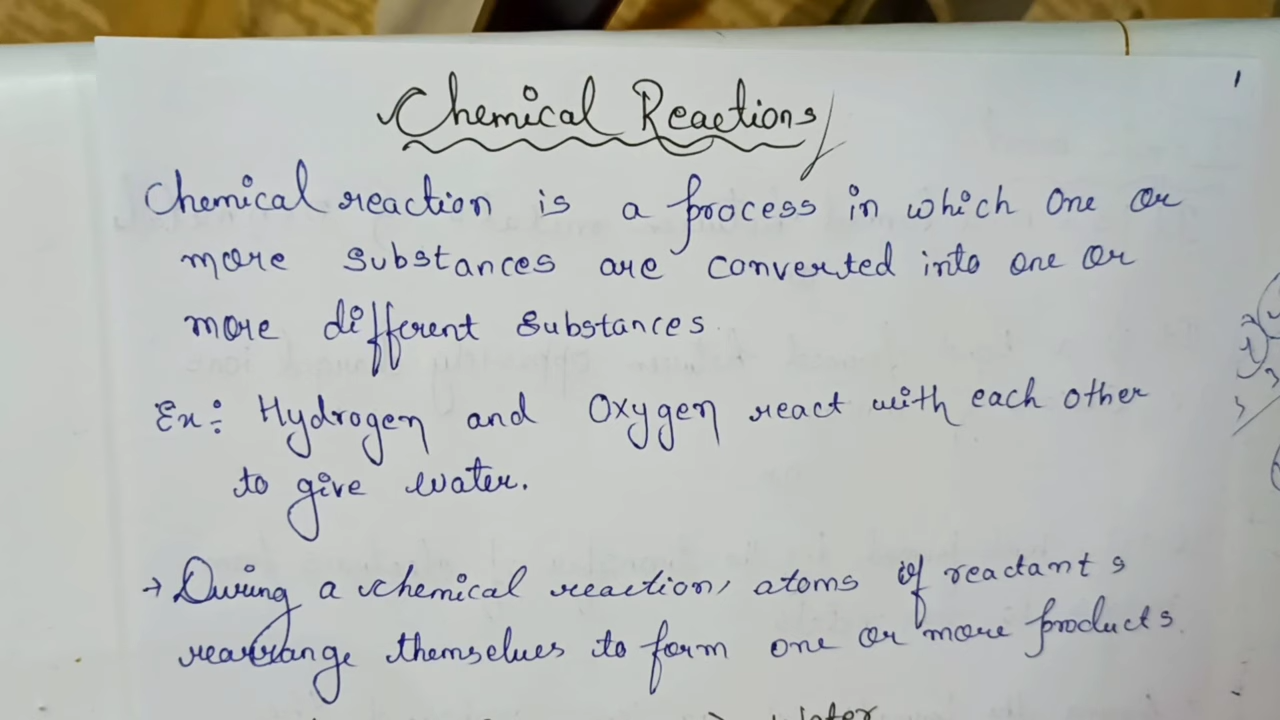 Chemical Reactions
Chemical reaction is a process in which One or
more substances are converted into one or
more different substances.
Ex: Hydrogen and Oxygen react with each other
to give water.
→ During a chemical reaction, atoms of reactants
rearrange themselves to form one or more products.
Water